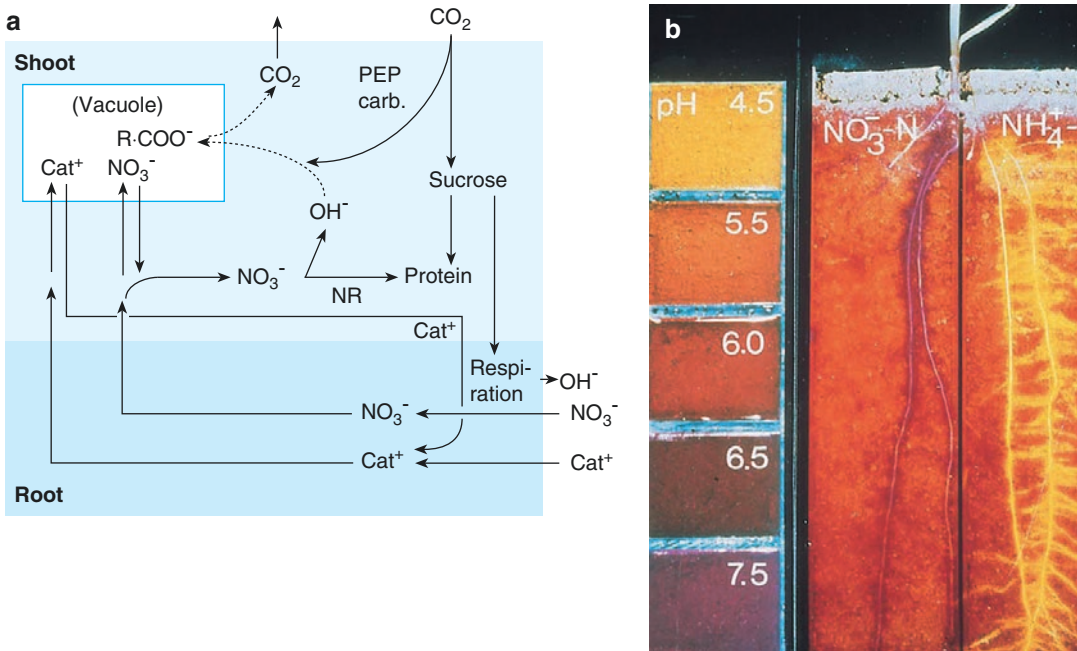 a
CO₂
Shoot
CO₂
PEP
carb.
(Vacuole)
R·COO⁻
Cat⁺
NO₃⁻
Sucrose
OH⁻
NO₃⁻
NR
Protein
Cat⁺
Respi-
ration
OH⁻
NO₃⁻
NO₃⁻
Cat⁺
Cat⁺
Root
b
pH 4.5
5.5
6.0
6.5
7.5
NO₃⁻-N
NH₄⁺-